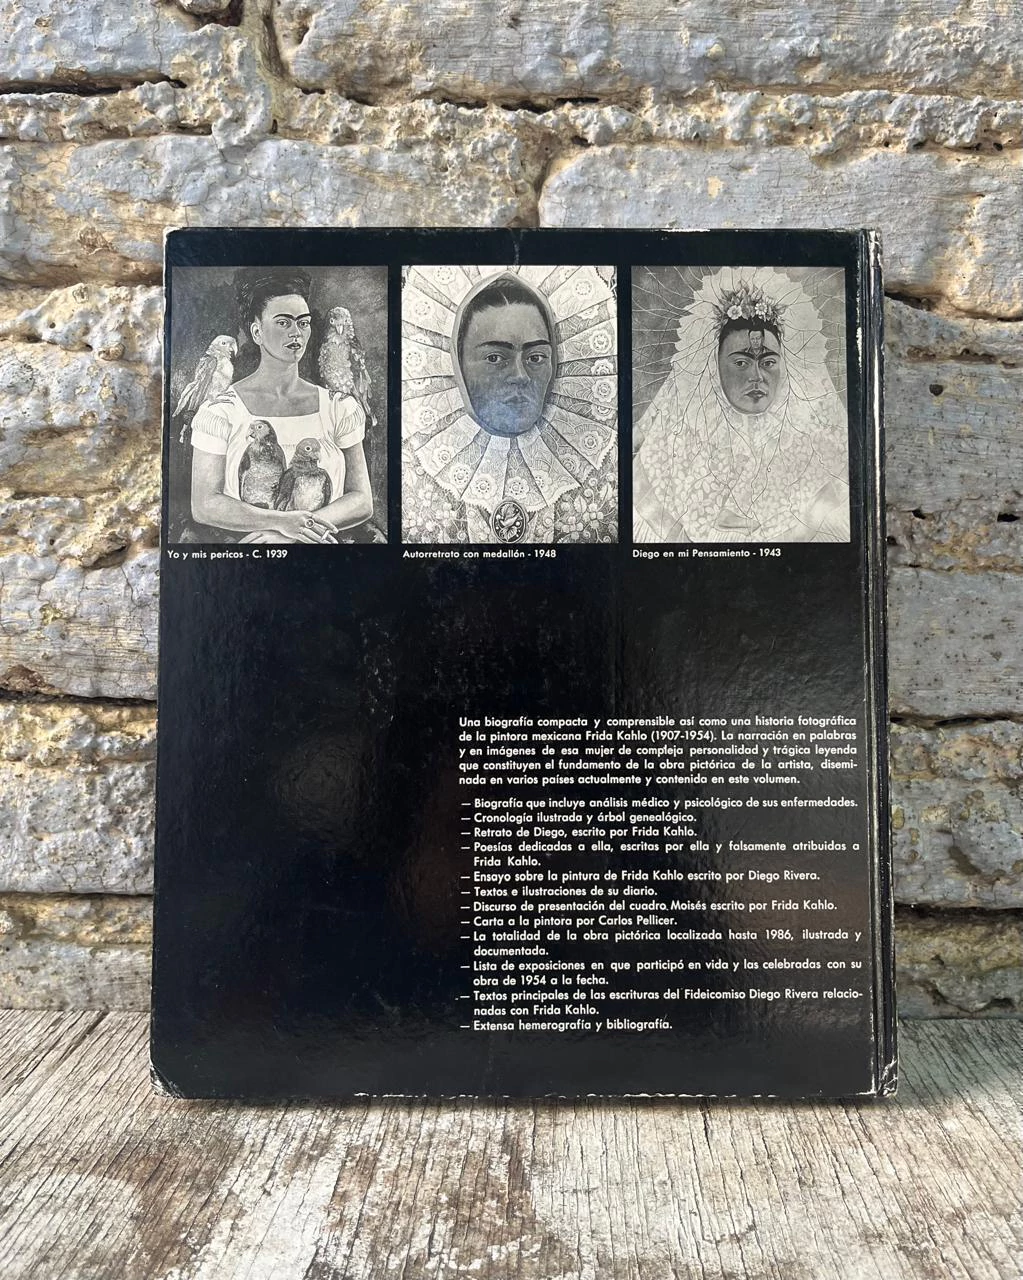 Yo y mis pericos - C. 1939
Autorretrato con medallón - 1948
Diego en mi Pensamiento - 1943
Una biografía compacta y comprensible así como una historia fotográfica
de la pintora mexicana Frida Kahlo (1907-1954). La narración en palabras
y en imágenes de esa mujer de compleja personalidad y trágica leyenda
que constituyen el fundamento de la obra pictórica de la artista, disemi-
nada en varios países actualmente y contenida en este volumen.
— Biografía que incluye análisis médico y psicológico de sus enfermedades.
— Cronología ilustrada y árbol genealógico.
— Retrato de Diego, escrito por Frida Kahlo.
— Poesías dedicadas a ella, escritas por ella y falsamente atribuidas a
Frida Kahlo.
— Ensayo sobre la pintura de Frida Kahlo escrito por Diego Rivera.
— Textos e ilustraciones de su diario.
— Discurso de presentación del cuadro Moisés escrito por Frida Kahlo.
— Carta a la pintora por Carlos Pellicer.
— La totalidad de la obra pictórica localizada hasta 1986, ilustrada y
documentada.
— Lista de exposiciones en que participó en vida y las celebradas con su
obra de 1954 a la fecha.
— Textos principales de las escrituras del Fideicomiso Diego Rivera relacio-
nadas con Frida Kahlo.
— Extensa hemerografía y bibliografía.